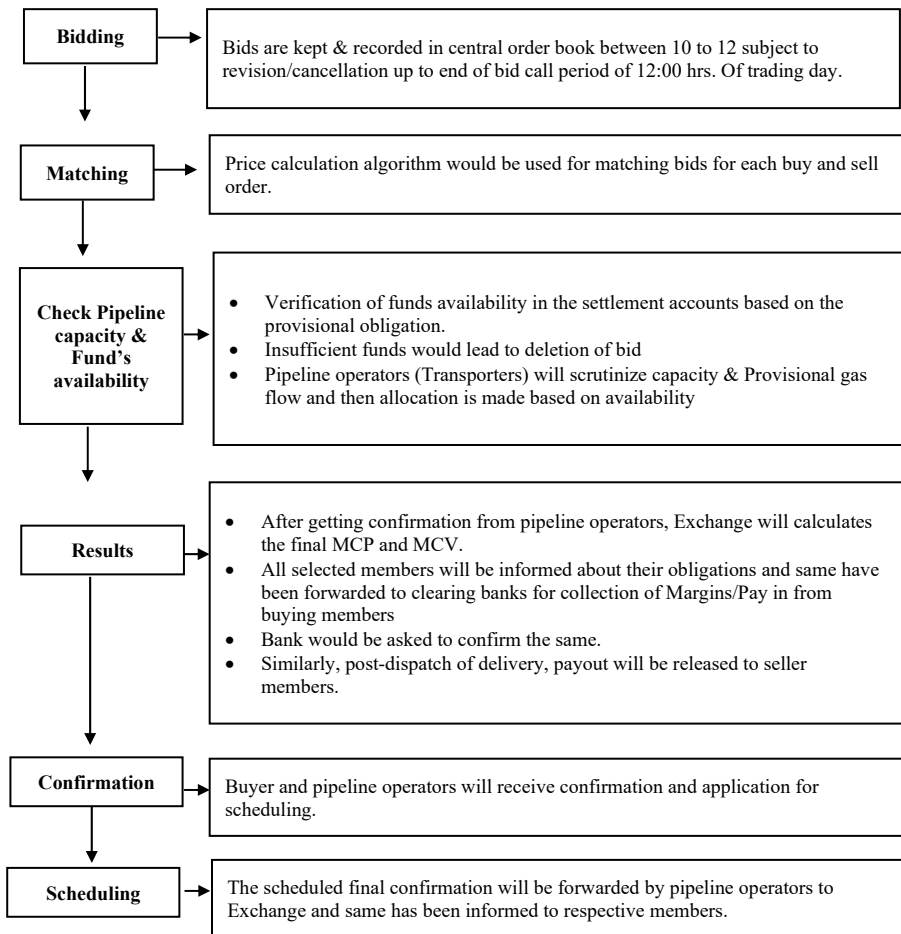 Bidding
Bids are kept & recorded in central order book between 10 to 12 subject to
revision/cancellation up to end of bid call period of 12:00 hrs. Of trading day.
Matching
Price calculation algorithm would be used for matching bids for each buy and sell
order.
Check Pipeline
capacity &
Fund's
availability
• Verification of funds availability in the settlement accounts based on the
provisional obligation.
• Insufficient funds would lead to deletion of bid
• Pipeline operators (Transporters) will scrutinize capacity & Provisional gas
flow and then allocation is made based on availability
Results
• After getting confirmation from pipeline operators, Exchange will calculates
the final MCP and MCV.
• All selected members will be informed about their obligations and same have
been forwarded to clearing banks for collection of Margins/Pay in from
buying members
• Bank would be asked to confirm the same.
• Similarly, post-dispatch of delivery, payout will be released to seller
members.
Confirmation
Buyer and pipeline operators will receive confirmation and application for
scheduling.
Scheduling
The scheduled final confirmation will be forwarded by pipeline operators to
Exchange and same has been informed to respective members.